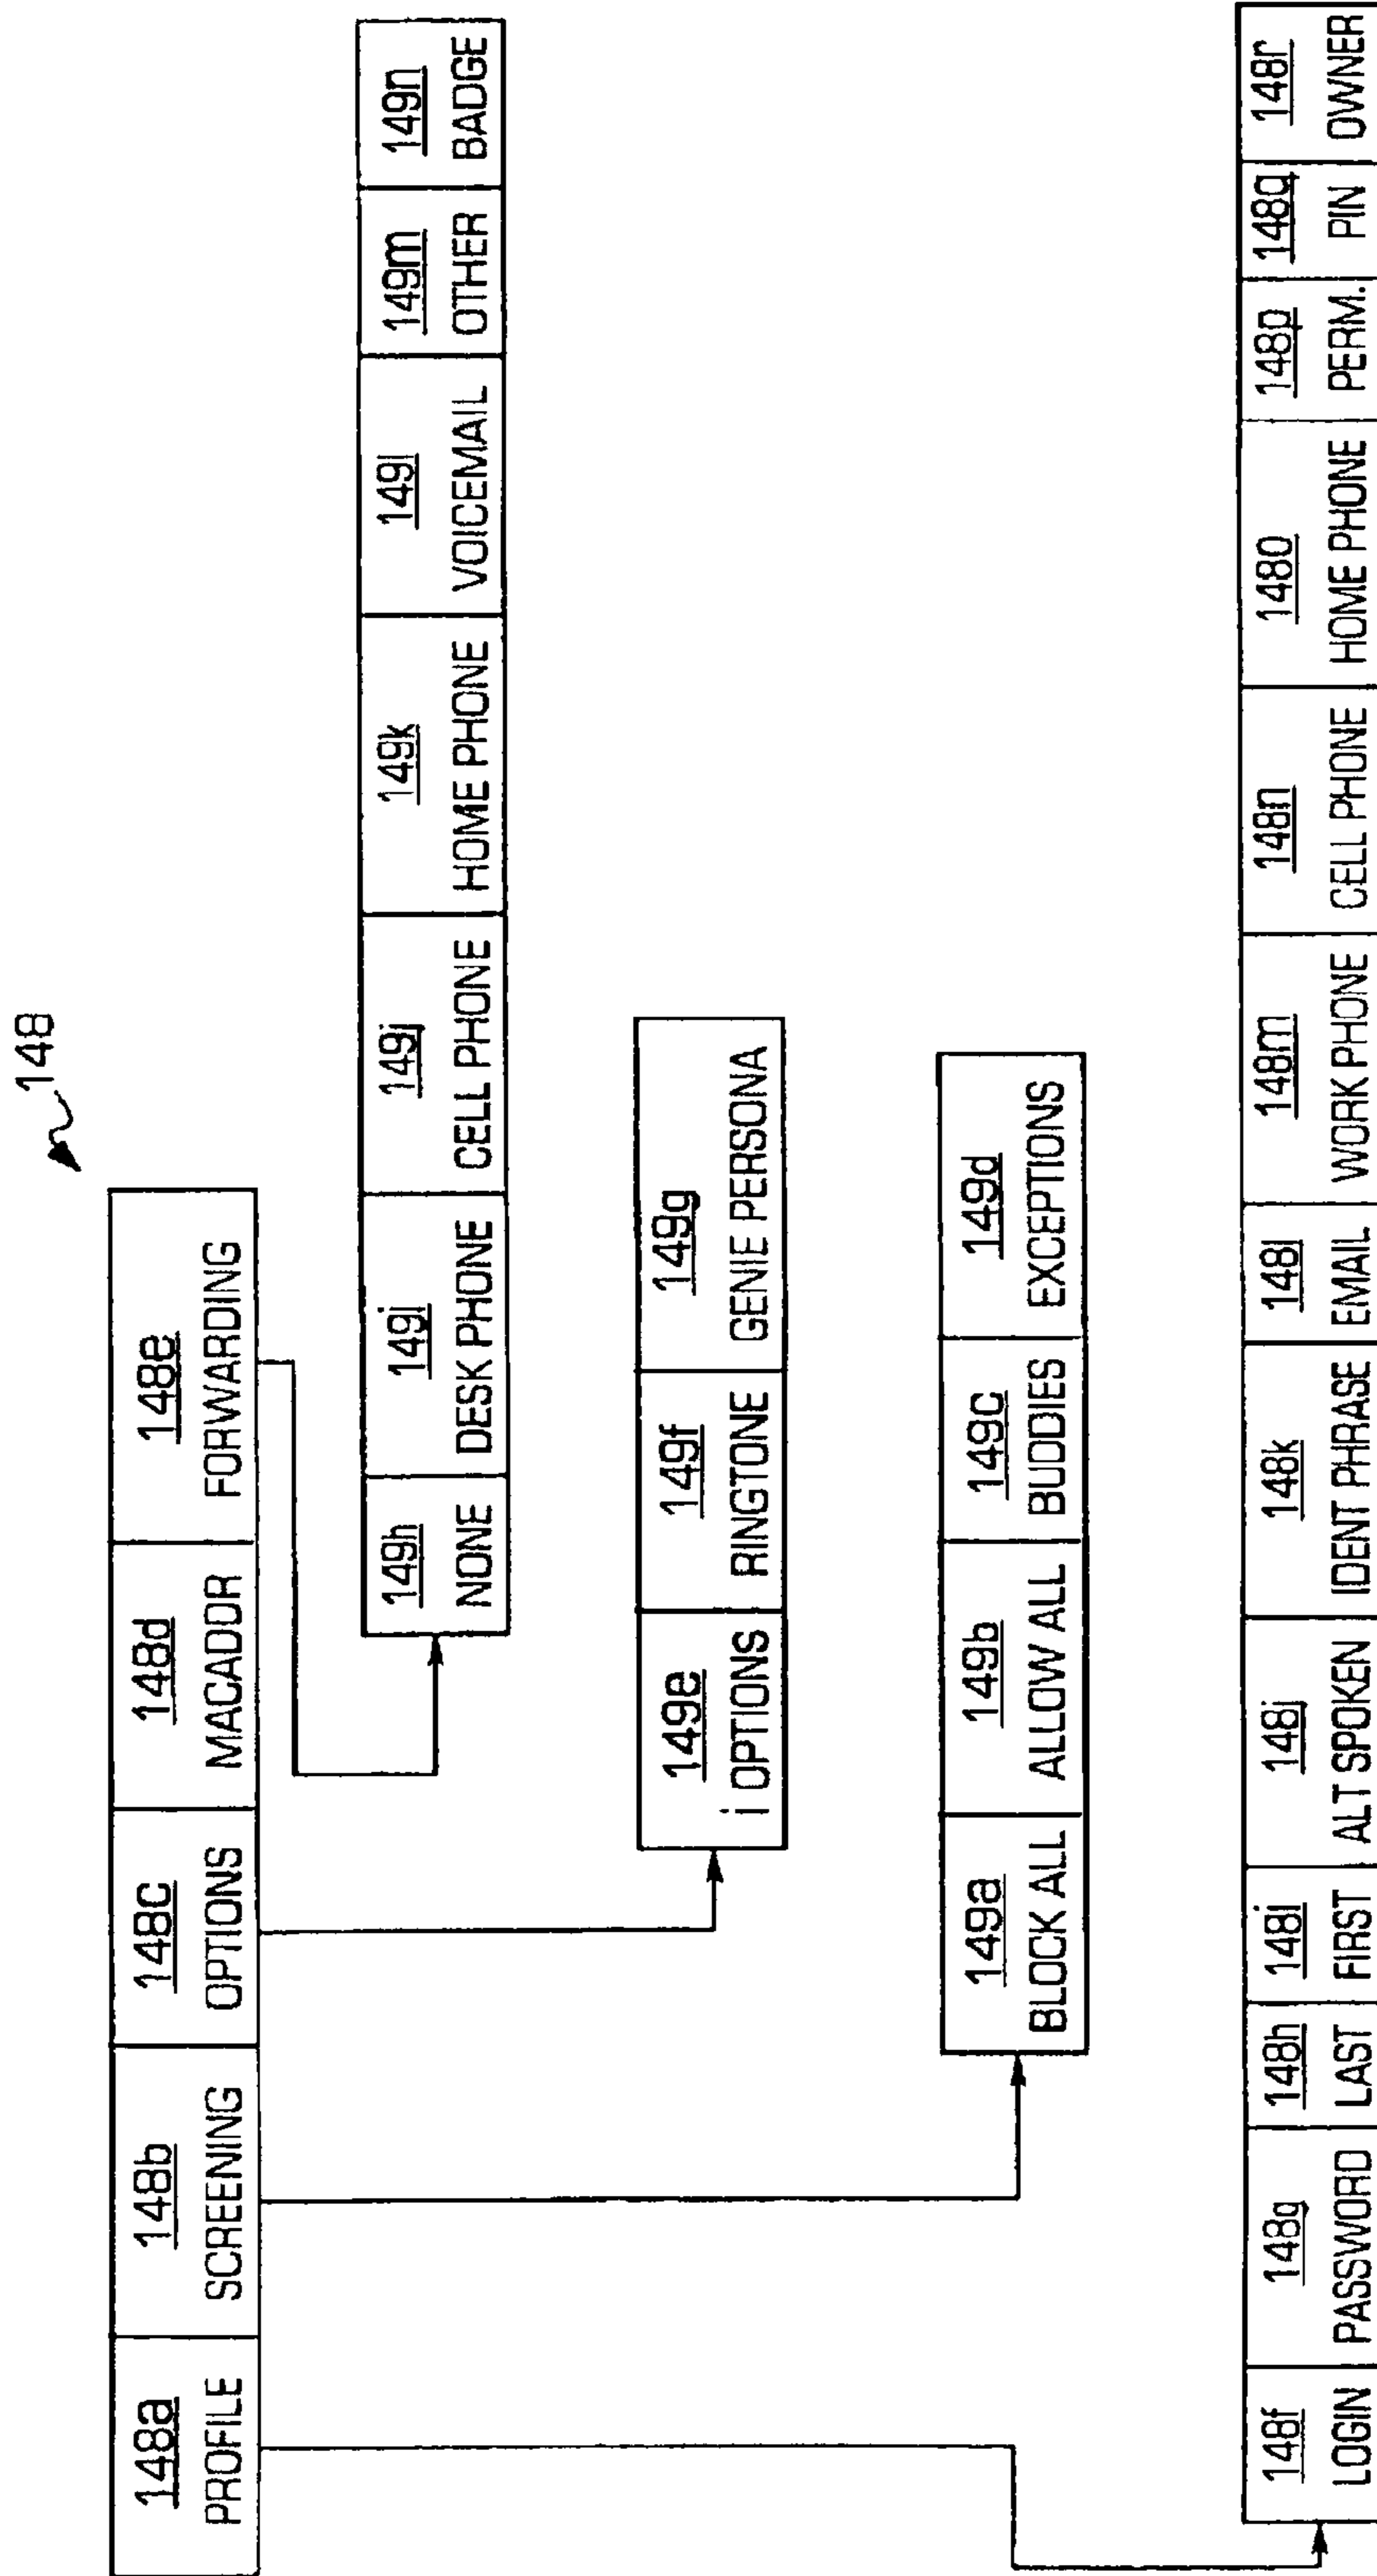 148
148a
PROFILE
148b
SCREENING
148c
OPTIONS
148d
MACADDR
148e
FORWARDING
149h
NONE
149i
DESK PHONE
149j
CELL PHONE
149k
HOME PHONE
149l
VOICEMAIL
149m
OTHER
149n
BADGE
149e
i OPTIONS
149f
RINGTONE
149g
GENIE PERSONA
149a
BLOCK ALL
149b
ALLOW ALL
149c
BUDDIES
149d
EXCEPTIONS
148f
LOGIN
148g
PASSWORD
148h
LAST
148i
FIRST
148j
ALT SPOKEN
148k
IDENT PHRASE
148l
EMAIL
148m
WORK PHONE
148n
CELL PHONE
148o
HOME PHONE
148p
PERM.
148q
PIN
148r
OWNER